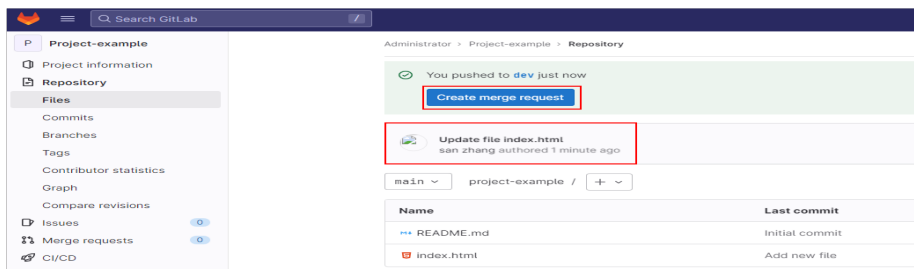 Search GitLab /
P Project-example
Administrator > Project-example > Repository
Project information
You pushed to dev just now
Repository
Create merge request
Files
Commits
Branches
Update file index.html
san zhang authored 1 minute ago
Tags
Contributor statistics
main project-example / +
Graph
Compare revisions
Name Last commit
Issues 0
README.md Initial commit
Merge requests 0
index.html Add new file
CI/CD